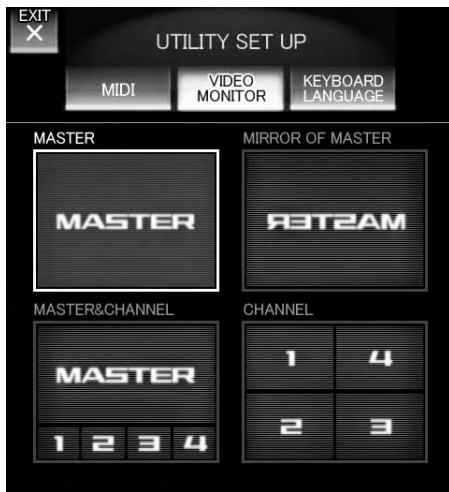 EXIT
×
UTILITY SET UP
MIDI
VIDEO
MONITOR
KEYBOARD
LANGUAGE
MASTER
MIRROR OF MASTER
MASTER
MASTER
MASTER&CHANNEL
CHANNEL
MASTER
1 2 3 4
1 4
2 3